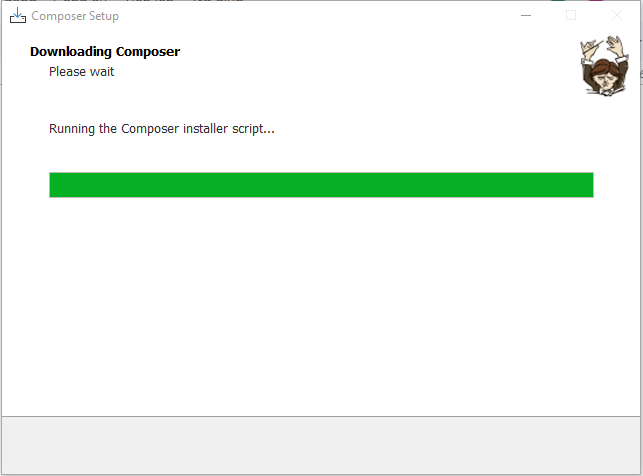 Composer Setup
Downloading Composer
Please wait
Running the Composer installer script...